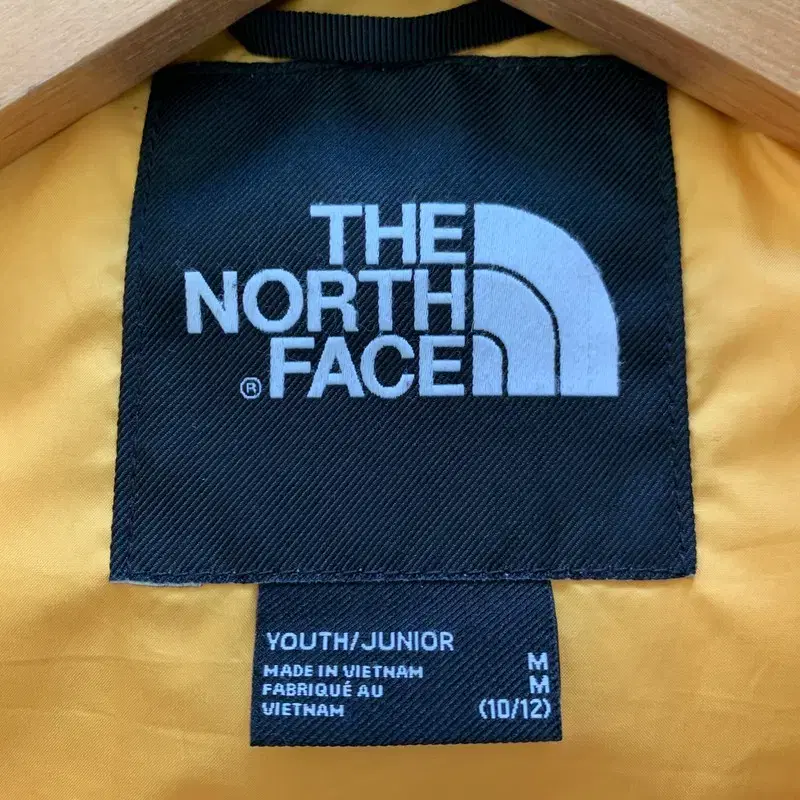 THE
NORTH
® FACE
YOUTH/JUNIOR
MADE IN VIETNAM M
FABRIQUÉ AU M
VIETNAM (10/12)